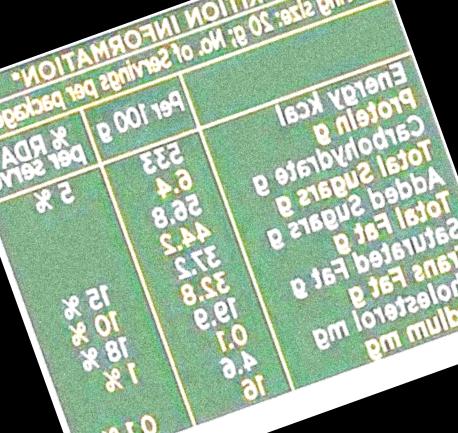 NUTRITION INFORMATION*
size: 20 g; No. of Servings per package
Per 100 g % RDA per serve
Energy kcal 533 5 %
Protein g 6.4
Carbohydrate g 56.8
Total Sugars g 44.2
Added Sugars g 37.2 15 %
Total Fat g 32.8 10 %
Saturated Fat g 19.9 18 %
Trans Fat g 0.1 1 %
Cholesterol mg 4.6
Sodium mg 16 0.1%